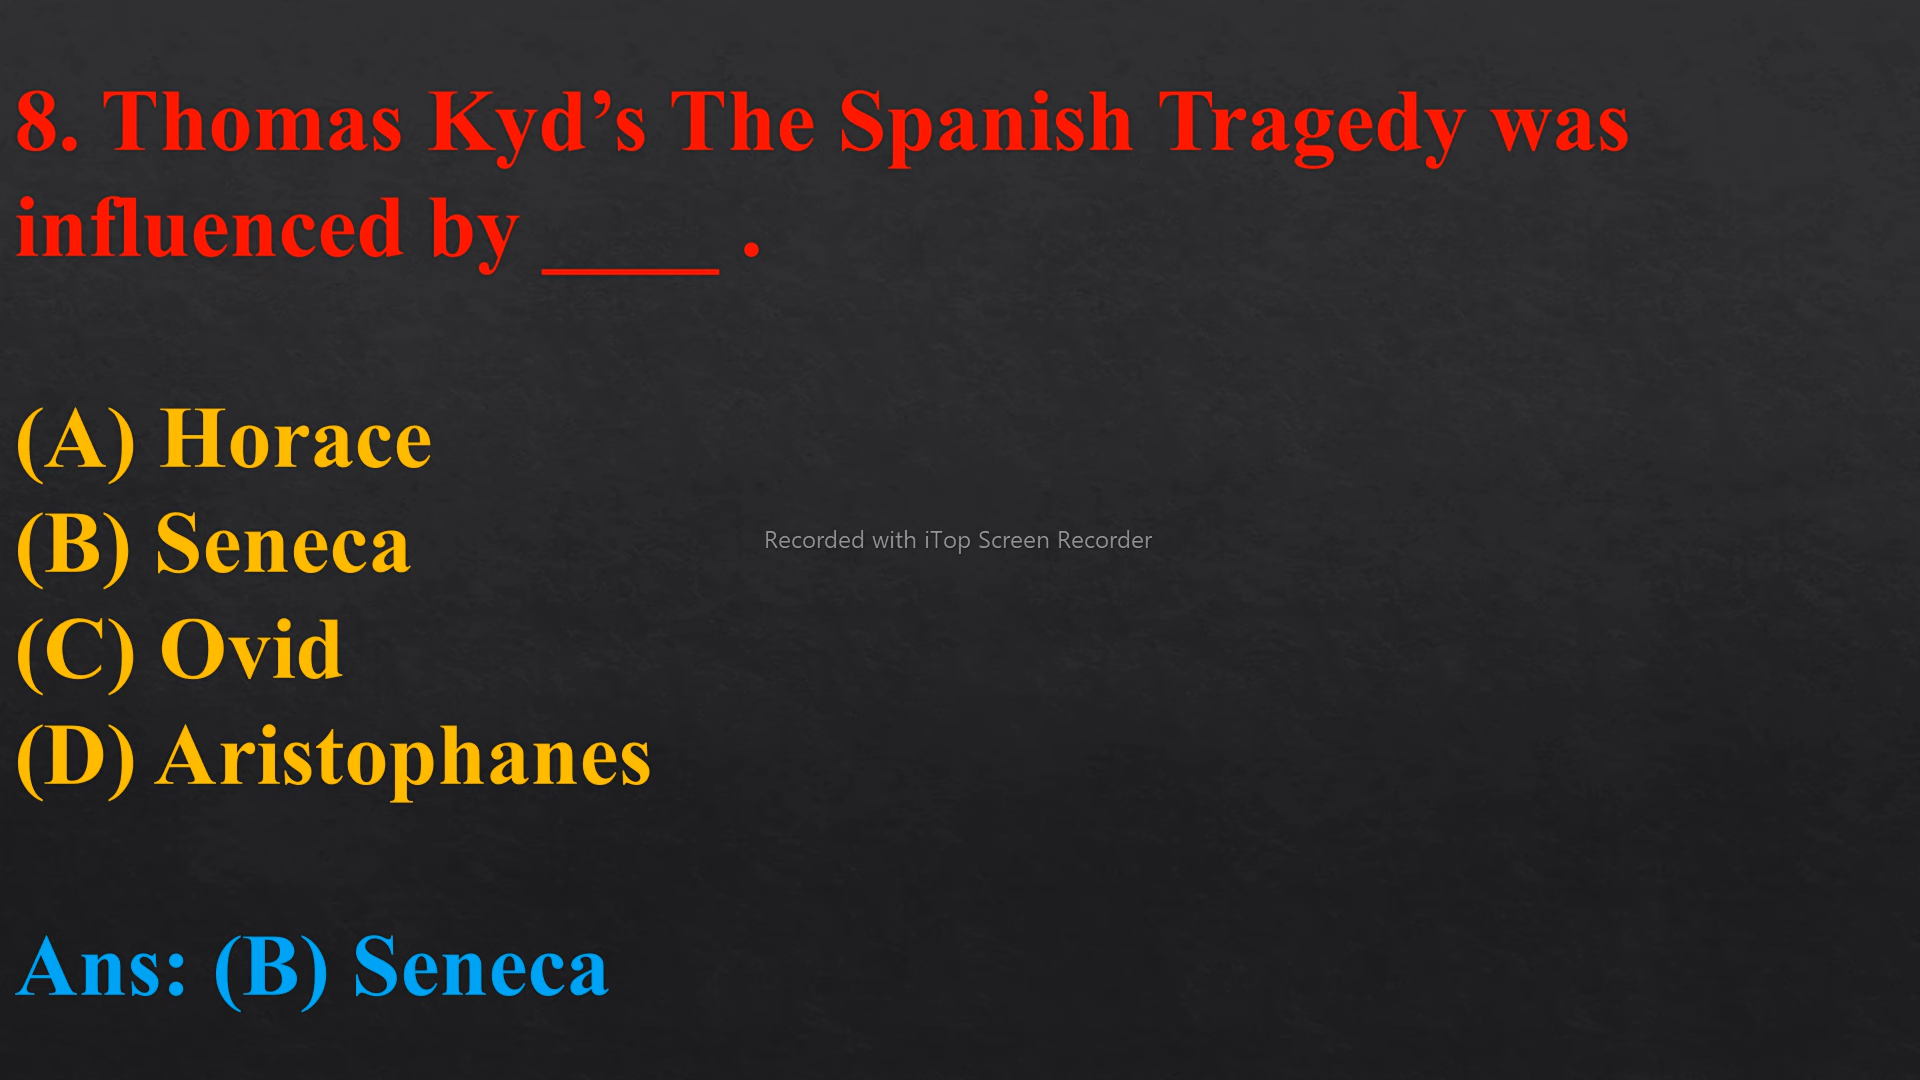 8. Thomas Kyd’s The Spanish Tragedy was
influenced by ____ .
(A) Horace
(B) Seneca
Recorded with iTop Screen Recorder
(C) Ovid
(D) Aristophanes
Ans: (B) Seneca